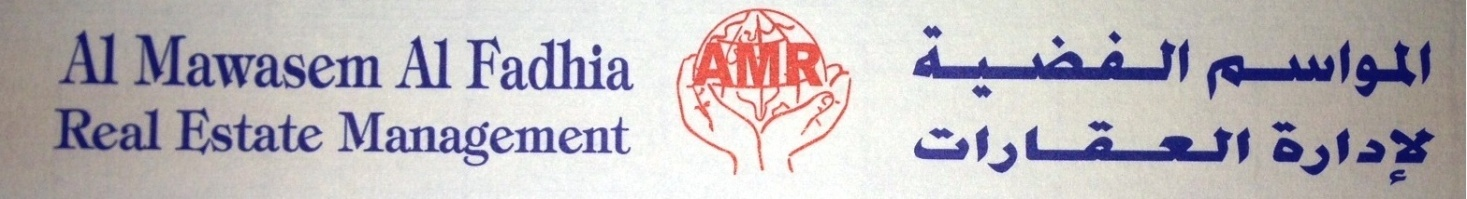 Al Mawasem Al Fadhia
Real Estate Management
AMR
المواسم الفضية
لإدارة العقارات